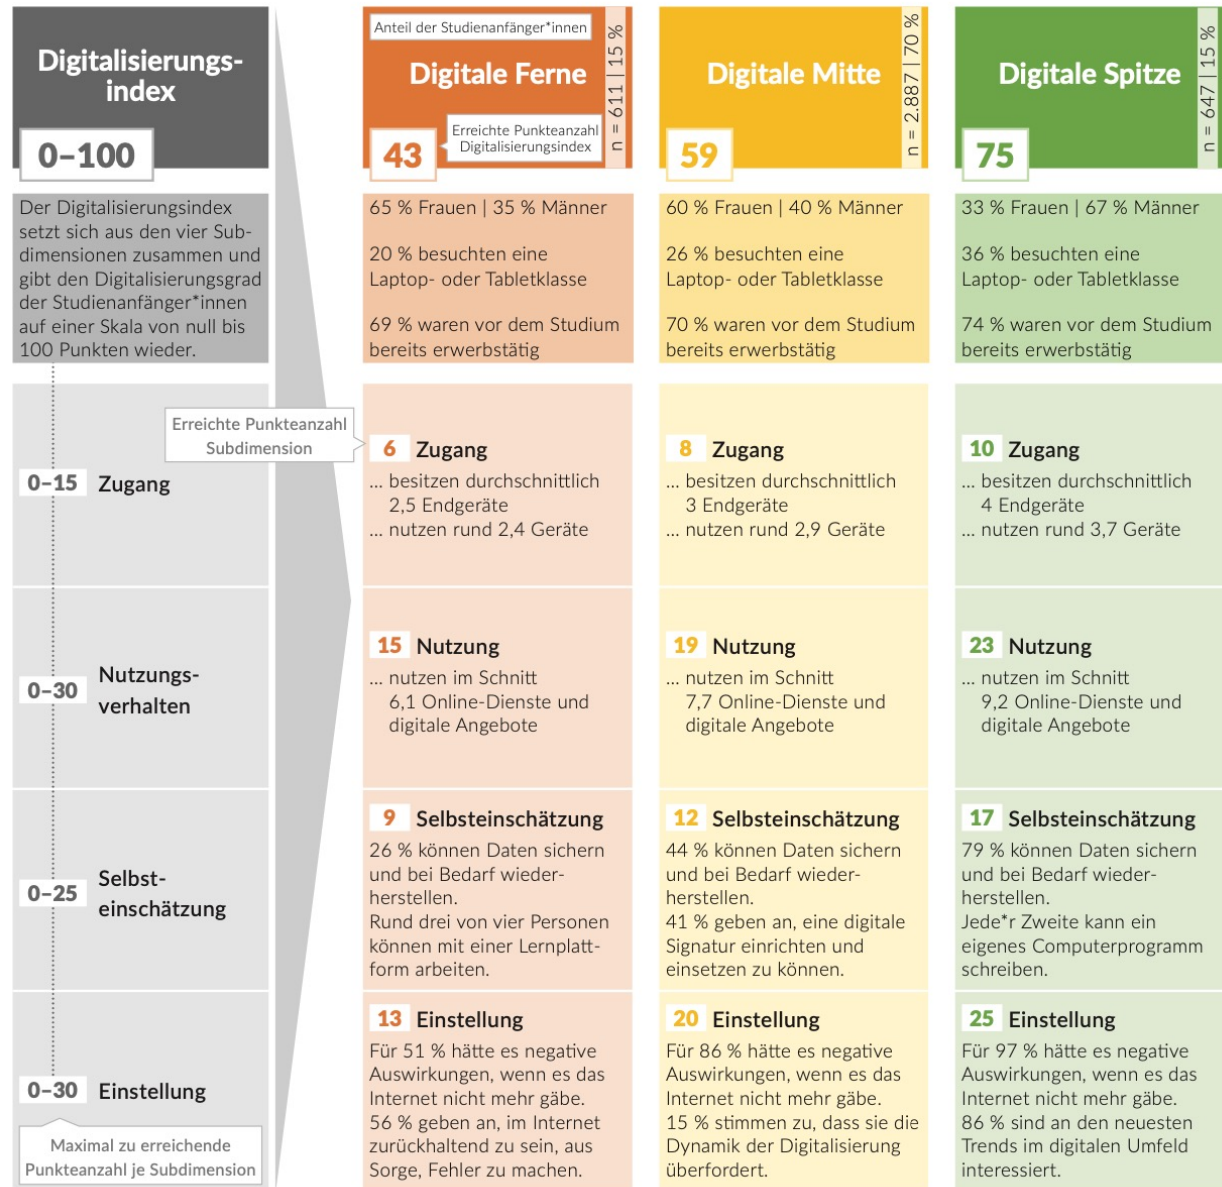 Digitalisierungs-
index
0–100
Der Digitalisierungsindex
setzt sich aus den vier Sub-
dimensionen zusammen und
gibt den Digitalisierungsgrad
der Studienanfänger*innen
auf einer Skala von null bis
100 Punkten wieder.
0–15 Zugang
0–30 Nutzungs-
verhalten
0–25 Selbst-
einschätzung
0–30 Einstellung
Maximal zu erreichende
Punkteanzahl je Subdimension
Anteil der Studienanfänger*innen
Digitale Ferne
n = 611 | 15 %
43
Erreichte Punkteanzahl
Digitalisierungsindex
65 % Frauen | 35 % Männer
20 % besuchten eine
Laptop- oder Tabletklasse
69 % waren vor dem Studium
bereits erwerbstätig
Erreichte Punkteanzahl
Subdimension
6 Zugang
... besitzen durchschnittlich
2,5 Endgeräte
... nutzen rund 2,4 Geräte
15 Nutzung
... nutzen im Schnitt
6,1 Online-Dienste und
digitale Angebote
9 Selbsteinschätzung
26 % können Daten sichern
und bei Bedarf wieder-
herstellen.
Rund drei von vier Personen
können mit einer Lernplatt-
form arbeiten.
13 Einstellung
Für 51 % hätte es negative
Auswirkungen, wenn es das
Internet nicht mehr gäbe.
56 % geben an, im Internet
zurückhaltend zu sein, aus
Sorge, Fehler zu machen.
Digitale Mitte
n = 2.887 | 70 %
59
60 % Frauen | 40 % Männer
26 % besuchten eine
Laptop- oder Tabletklasse
70 % waren vor dem Studium
bereits erwerbstätig
8 Zugang
... besitzen durchschnittlich
3 Endgeräte
... nutzen rund 2,9 Geräte
19 Nutzung
... nutzen im Schnitt
7,7 Online-Dienste und
digitale Angebote
12 Selbsteinschätzung
44 % können Daten sichern
und bei Bedarf wieder-
herstellen.
41 % geben an, eine digitale
Signatur einrichten und
einsetzen zu können.
20 Einstellung
Für 86 % hätte es negative
Auswirkungen, wenn es das
Internet nicht mehr gäbe.
15 % stimmen zu, dass sie die
Dynamik der Digitalisierung
überfordert.
Digitale Spitze
n = 647 | 15 %
75
33 % Frauen | 67 % Männer
36 % besuchten eine
Laptop- oder Tabletklasse
74 % waren vor dem Studium
bereits erwerbstätig
10 Zugang
... besitzen durchschnittlich
4 Endgeräte
... nutzen rund 3,7 Geräte
23 Nutzung
... nutzen im Schnitt
9,2 Online-Dienste und
digitale Angebote
17 Selbsteinschätzung
79 % können Daten sichern
und bei Bedarf wieder-
herstellen.
Jede*r Zweite kann ein
eigenes Computerprogramm
schreiben.
25 Einstellung
Für 97 % hätte es negative
Auswirkungen, wenn es das
Internet nicht mehr gäbe.
86 % sind an den neuesten
Trends im digitalen Umfeld
interessiert.